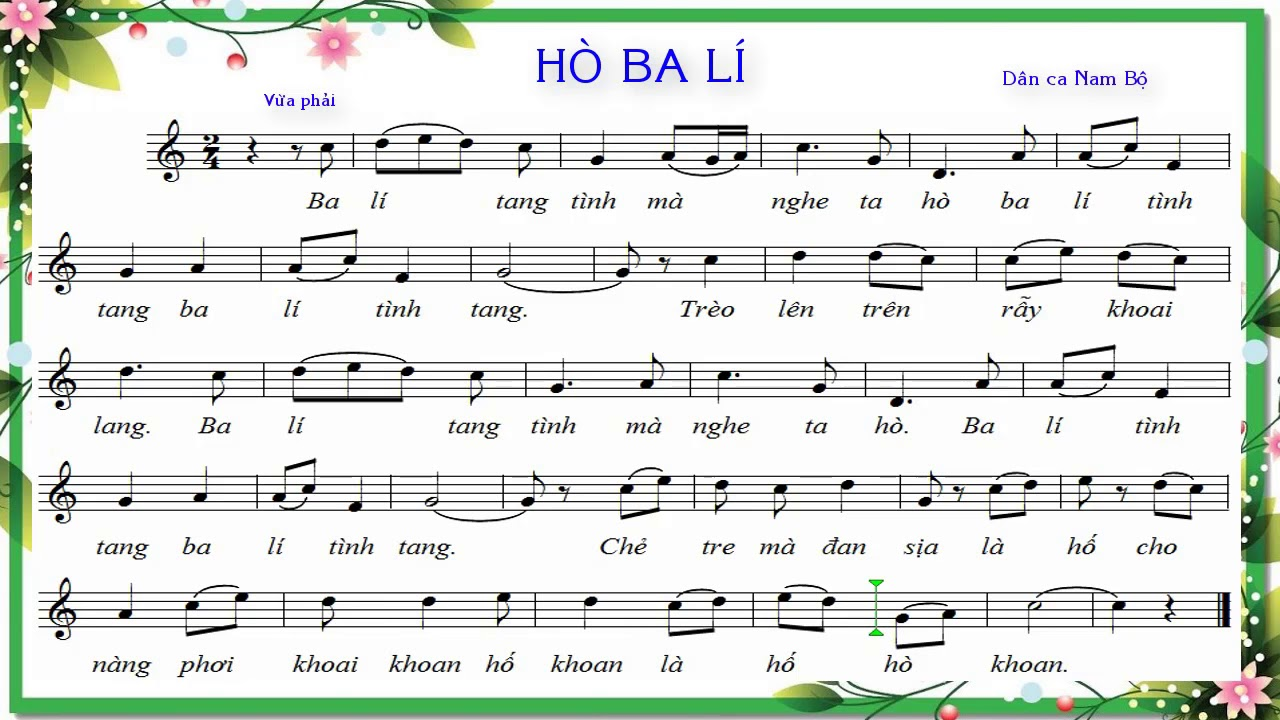 HÒ BA LÍ
Dân ca Nam Bộ
Vừa phải
2
4
Ba lí tang tình mà nghe ta hò ba lí tình
tang ba lí tình tang. Trèo lên trên rẫy khoai
lang. Ba lí tang tình mà nghe ta hò. Ba lí tình
tang ba lí tình tang. Chẻ tre mà đan sịa là hố cho
nàng phơi khoai khoan hố khoan là hố hò khoan.